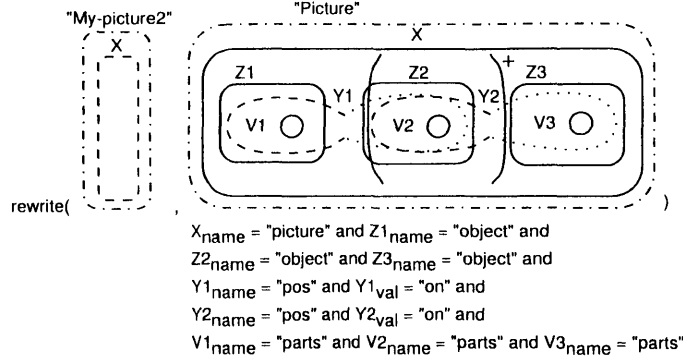 "My-picture2" "Picture"
X X
Z1 Z2 + Z3
Y1 Y2
V1 V2 V3
rewrite( , )
Xname = "picture" and Z1name = "object" and
Z2name = "object" and Z3name = "object" and
Y1name = "pos" and Y1val = "on" and
Y2name = "pos" and Y2val = "on" and
V1name = "parts" and V2name = "parts" and V3name = "parts"